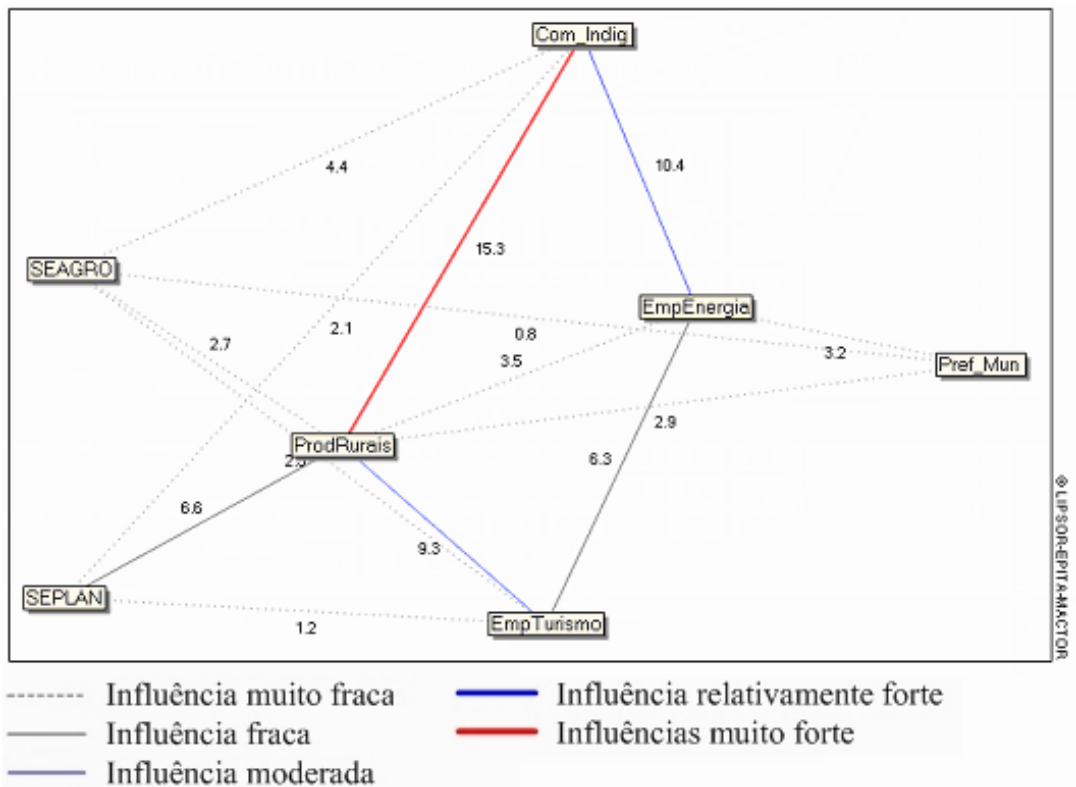 Com_Indig
4.4
10.4
15.3
SEAGRO
EmpEnergia
2.7
2.1
0.8
3.5
3.2
Pref_Mun
ProdRurais
2.9
6.3
6.6
9.3
SEPLAN
EmpTurismo
1.2
© LIPSOR-EPITA-MACTOR
Influência muito fraca
Influência relativamente forte
Influência fraca
Influências muito forte
Influência moderada